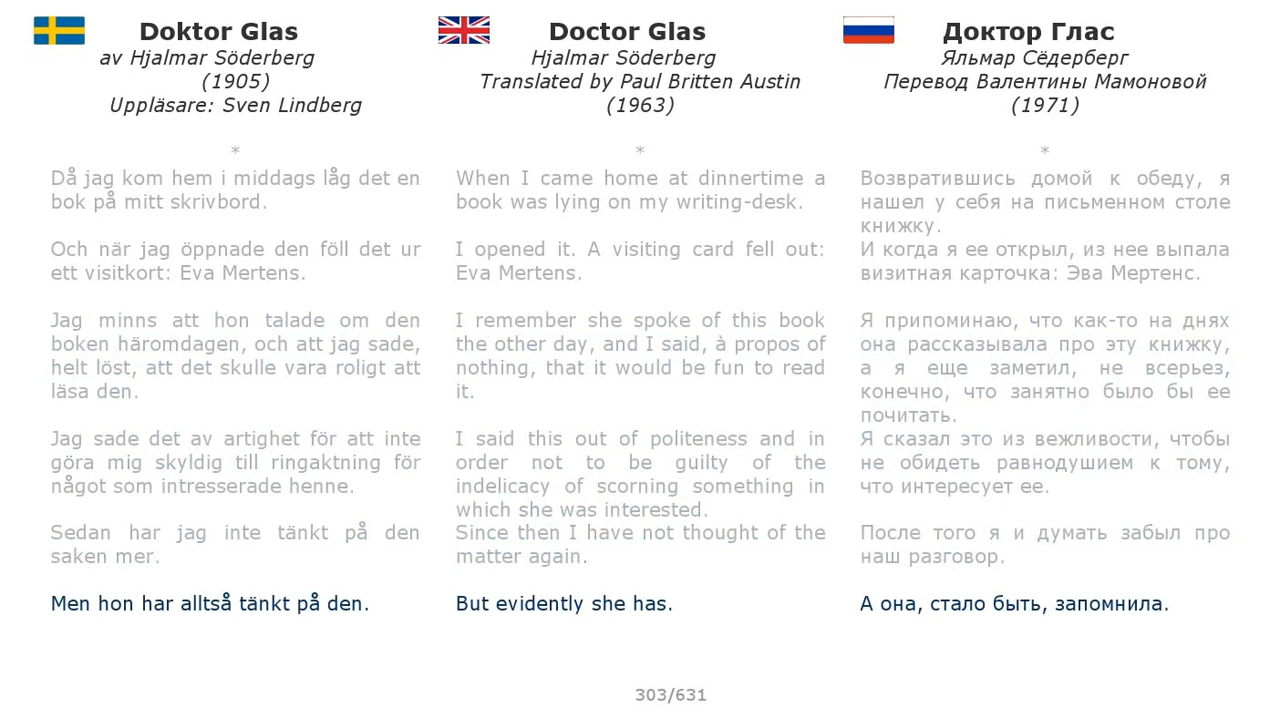 Doktor Glas
av Hjalmar Söderberg
(1905)
Uppläsare: Sven Lindberg
*
Då jag kom hem i middags låg det en
bok på mitt skrivbord.
Och när jag öppnade den föll det ur
ett visitkort: Eva Mertens.
Jag minns att hon talade om den
boken häromdagen, och att jag sade,
helt löst, att det skulle vara roligt att
läsa den.
Jag sade det av artighet för att inte
göra mig skyldig till ringaktning för
något som intresserade henne.
Sedan har jag inte tänkt på den
saken mer.
Men hon har alltså tänkt på den.
Doctor Glas
Hjalmar Söderberg
Translated by Paul Britten Austin
(1963)
*
When I came home at dinnertime a
book was lying on my writing-desk.
I opened it. A visiting card fell out:
Eva Mertens.
I remember she spoke of this book
the other day, and I said, à propos of
nothing, that it would be fun to read
it.
I said this out of politeness and in
order not to be guilty of the
indelicacy of scorning something in
which she was interested.
Since then I have not thought of the
matter again.
But evidently she has.
Доктор Глас
Яльмар Сёдерберг
Перевод Валентины Мамоновой
(1971)
*
Возвратившись домой к обеду, я
нашел у себя на письменном столе
книжку.
И когда я ее открыл, из нее выпала
визитная карточка: Эва Мертенс.
Я припоминаю, что как-то на днях
она рассказывала про эту книжку,
а я еще заметил, не всерьез,
конечно, что занятно было бы ее
почитать.
Я сказал это из вежливости, чтобы
не обидеть равнодушием к тому,
что интересует ее.
После того я и думать забыл про
наш разговор.
А она, стало быть, запомнила.
303/631